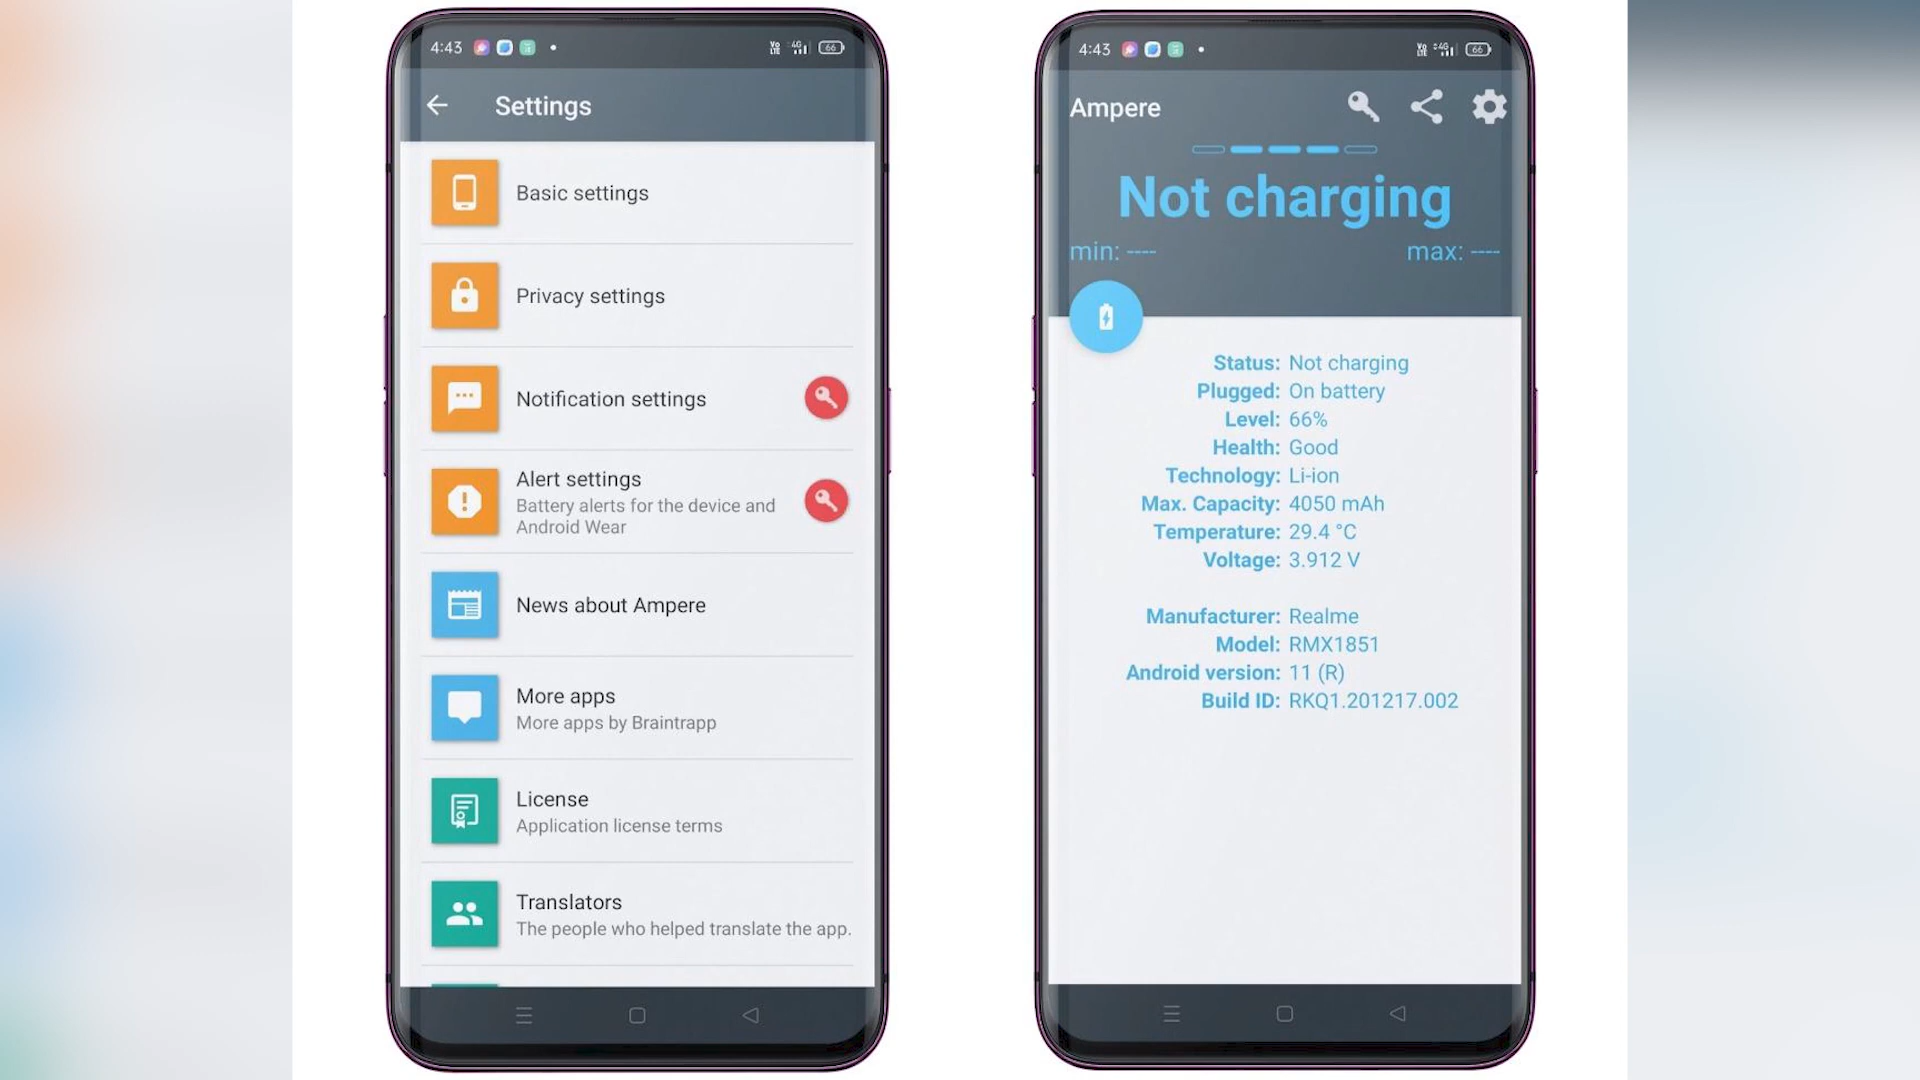 4:43
66
Settings
Basic settings
Privacy settings
Notification settings
Alert settings
Battery alerts for the device and
Android Wear
News about Ampere
More apps
More apps by Braintrapp
License
Application license terms
Translators
The people who helped translate the app.
4:43
66
Ampere
Not charging
min: ----
max: ----
Status: Not charging
Plugged: On battery
Level: 66%
Health: Good
Technology: Li-ion
Max. Capacity: 4050 mAh
Temperature: 29.4 °C
Voltage: 3.912 V
Manufacturer: Realme
Model: RMX1851
Android version: 11 (R)
Build ID: RKQ1.201217.002